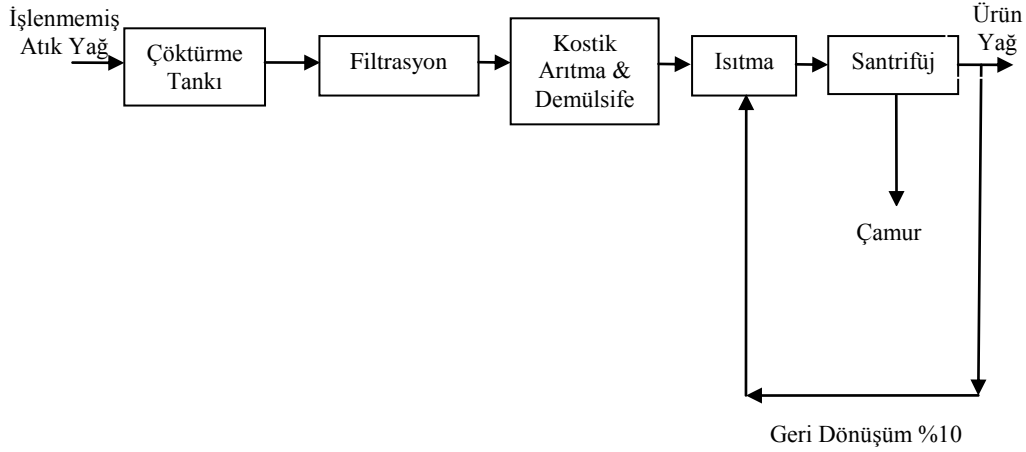 İşlenmemiş
Atık Yağ
Çöktürme
Tankı
Filtrasyon
Kostik
Arıtma &
Demülsife
Isıtma
Santrifüj
Ürün
Yağ
Çamur
Geri Dönüşüm %10